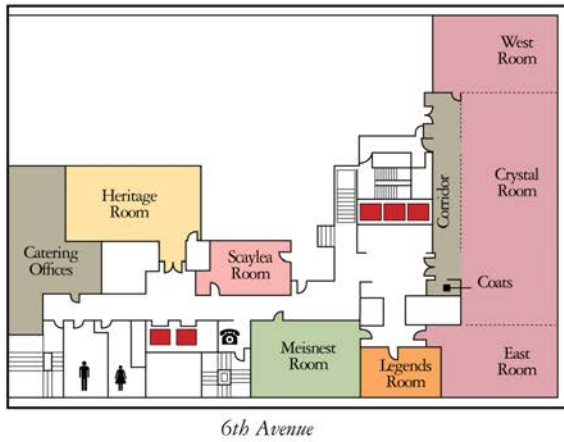 West
Room
Heritage
Room
Crystal
Room
Corridor
Catering
Offices
Scaylea
Room
Coats
Meisnest
Room
Legends
Room
East
Room
6th Avenue